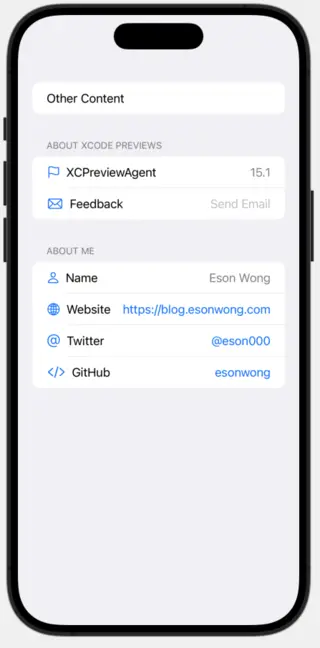 Other Content
ABOUT XCODE PREVIEWS
XCPreviewAgent 15.1
Feedback Send Email
ABOUT ME
Name Eson Wong
Website https://blog.esonwong.com
Twitter @eson000
GitHub esonwong